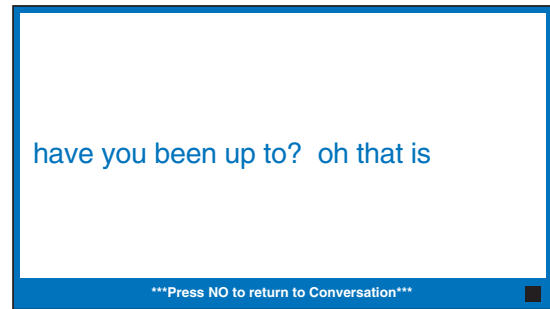 have you been up to?  oh that is
***Press NO to return to Conversation***